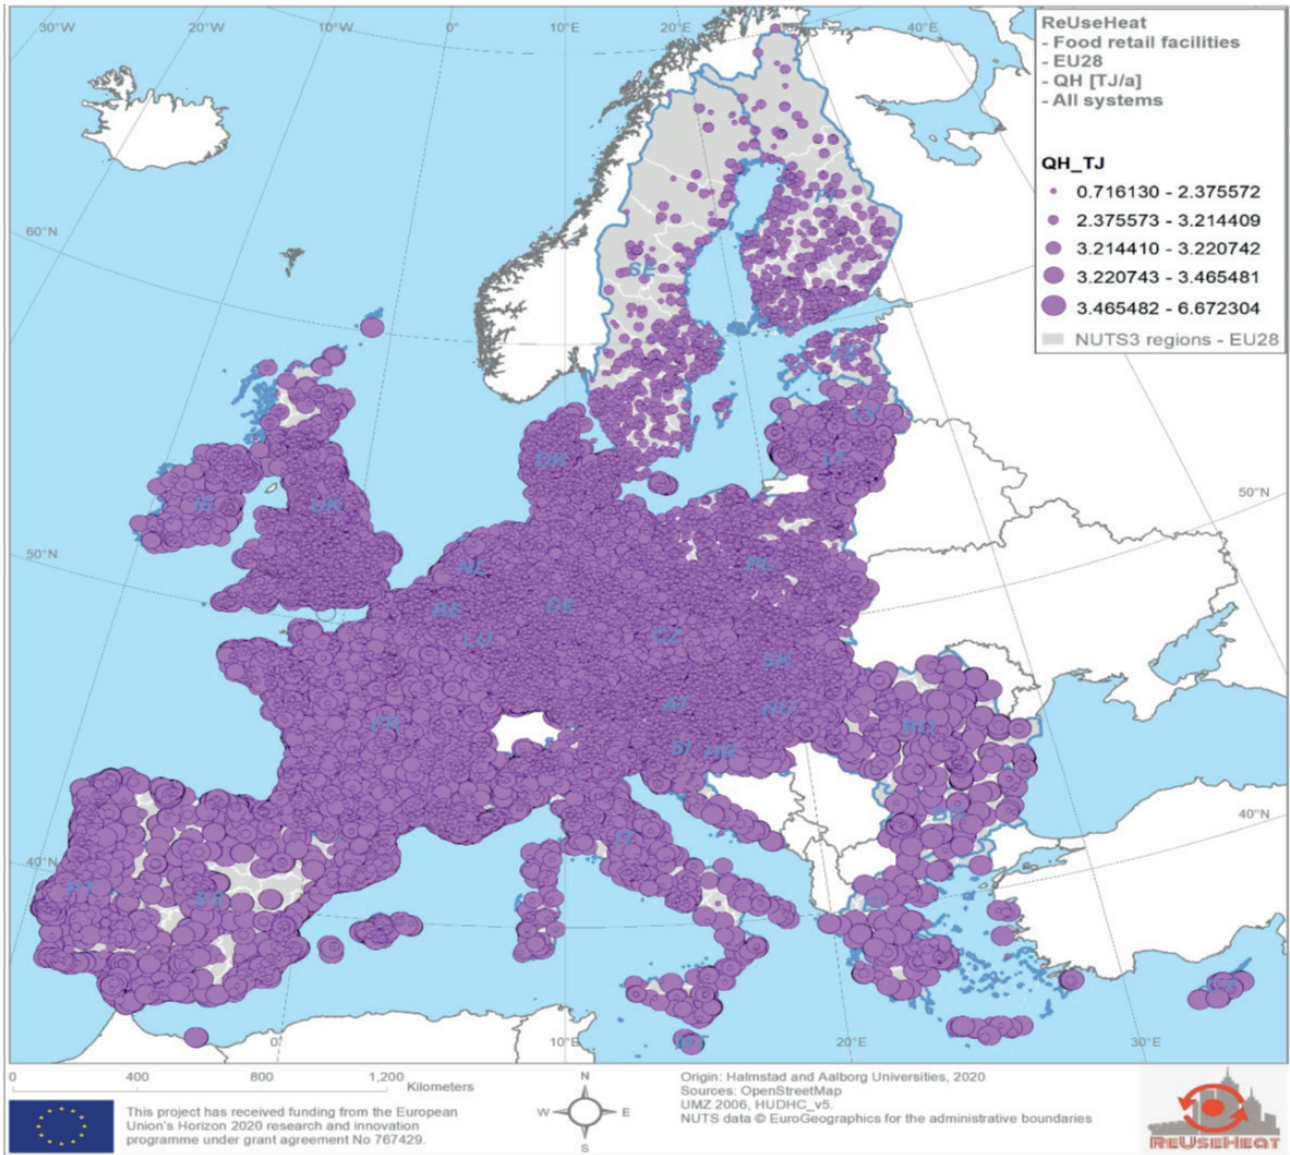 30°W
20°W
10°W
0°
10°E
20°E
40°E
ReUseHeat
- Food retail facilities
- EU28
- QH [TJ/a]
- All systems
QH_TJ
0.716130 - 2.375572
2.375573 - 3.214409
3.214410 - 3.220742
3.220743 - 3.465481
3.465482 - 6.672304
NUTS3 regions - EU28
60°N
50°N
40°N
50°N
40°N
FI
SE
EE
LV
LT
DK
IE
UK
NL
PL
BE
DE
LU
CZ
SK
FR
AT
HU
RO
SI
HR
BG
IT
PT
ES
EL
MT
CY
0°
10°E
20°E
30°E
0
400
800
1,200
Kilometers
N
W
E
S
This project has received funding from the European
Union's Horizon 2020 research and innovation
programme under grant agreement No 767429.
Origin: Halmstad and Aalborg Universities, 2020
Sources: OpenStreetMap
UMZ 2006, HUDHC_v5.
NUTS data © EuroGeographics for the administrative boundaries
REUSEHEAT